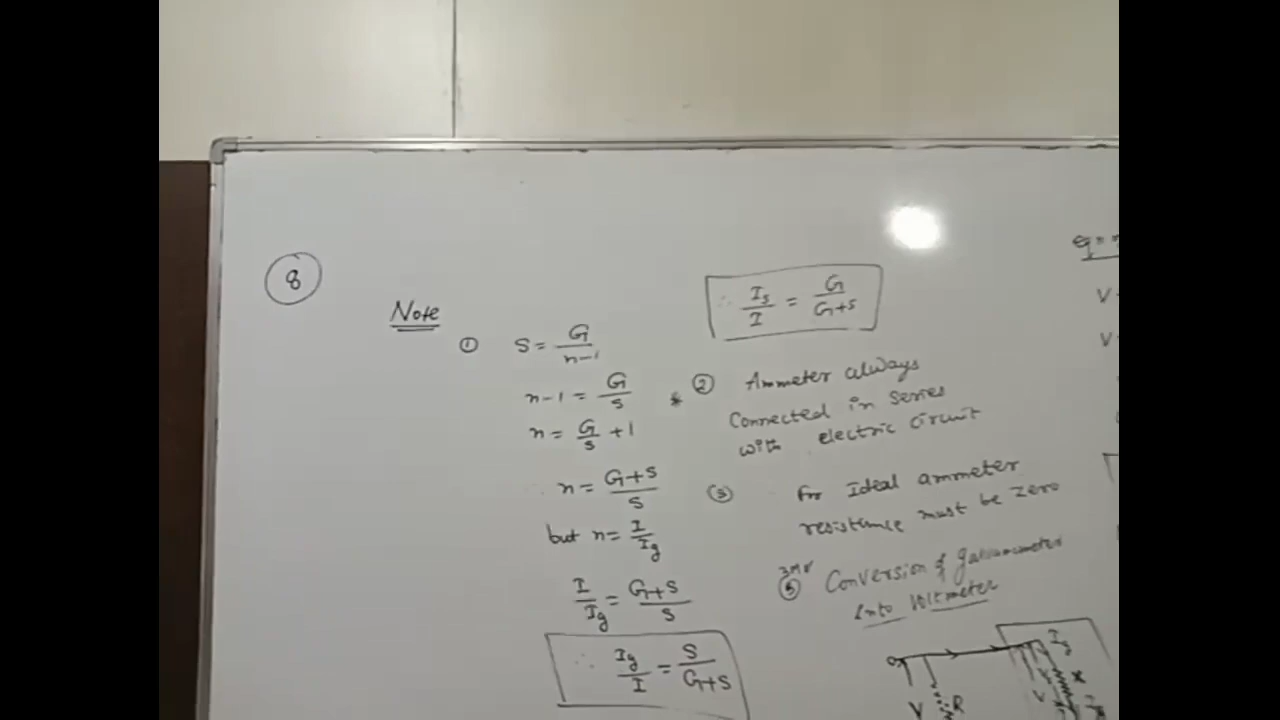 8
Note
① S = G/n-1
n-1 = G/S
n = G/S + 1
n = G+S/S
but n = I/Ig
I/Ig = G+S/S
∴ Ig/I = S/G+S
∴ Is/I = G/G+S
② Ammeter always
Connected in series
with electric circuit
③ For Ideal ammeter
resistance must be zero
⑤ Conversion of galvanometer
into Voltmeter
V
R
V
V